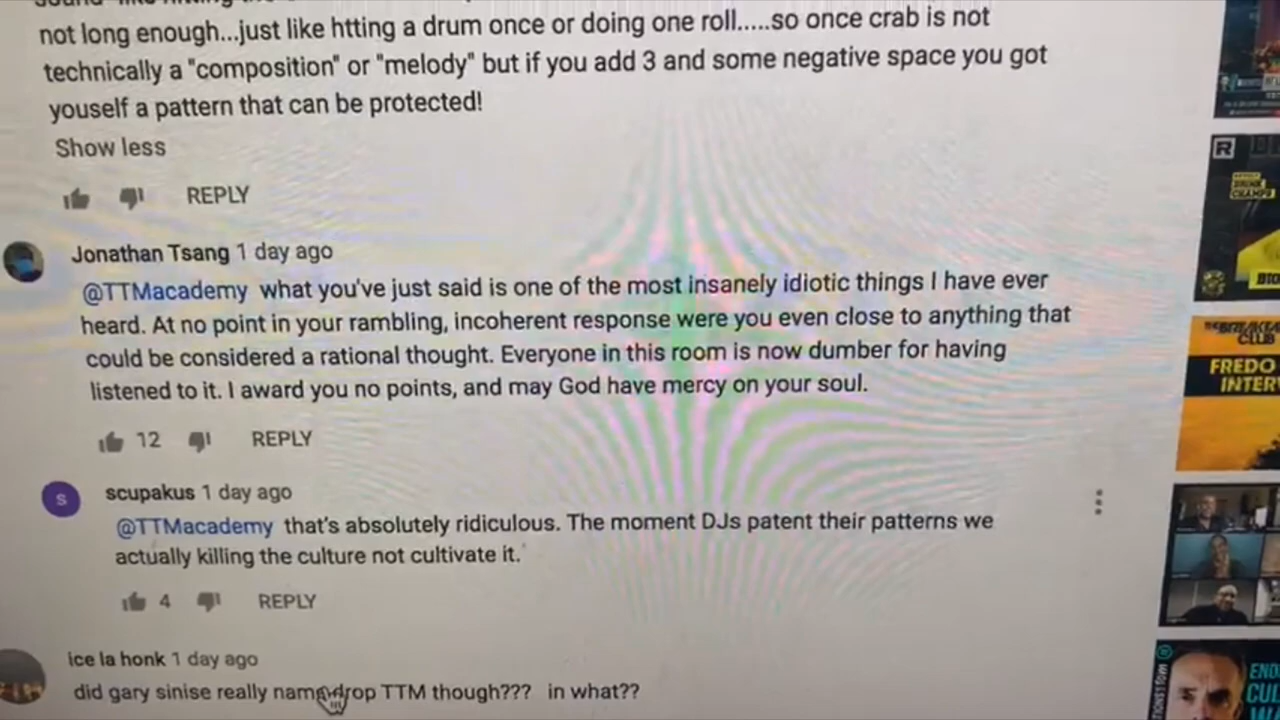 not long enough...just like htting a drum once or doing one roll.....so once crab is not
technically a "composition" or "melody" but if you add 3 and some negative space you got
youself a pattern that can be protected!
Show less
REPLY
Jonathan Tsang 1 day ago
@TTMacademy what you've just said is one of the most insanely idiotic things I have ever
heard. At no point in your rambling, incoherent response were you even close to anything that
could be considered a rational thought. Everyone in this room is now dumber for having
listened to it. I award you no points, and may God have mercy on your soul.
12 REPLY
S
scupakus 1 day ago
@TTMacademy that's absolutely ridiculous. The moment DJs patent their patterns we
actually killing the culture not cultivate it.
4 REPLY
ice la honk 1 day ago
did gary sinise really name drop TTM though??? in what??
R
DRINK
CHAMPS
CLUB
FREDO